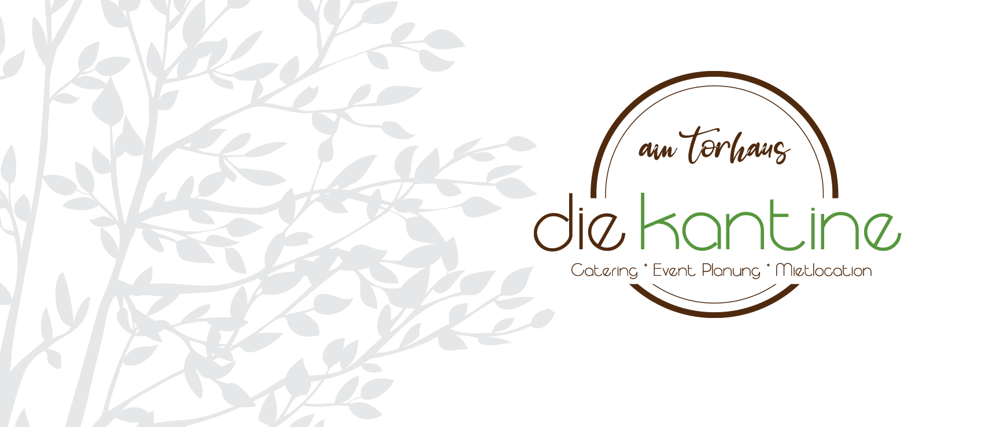 am Torhaus
die kantine
Catering * Event Planung * Mietlocation